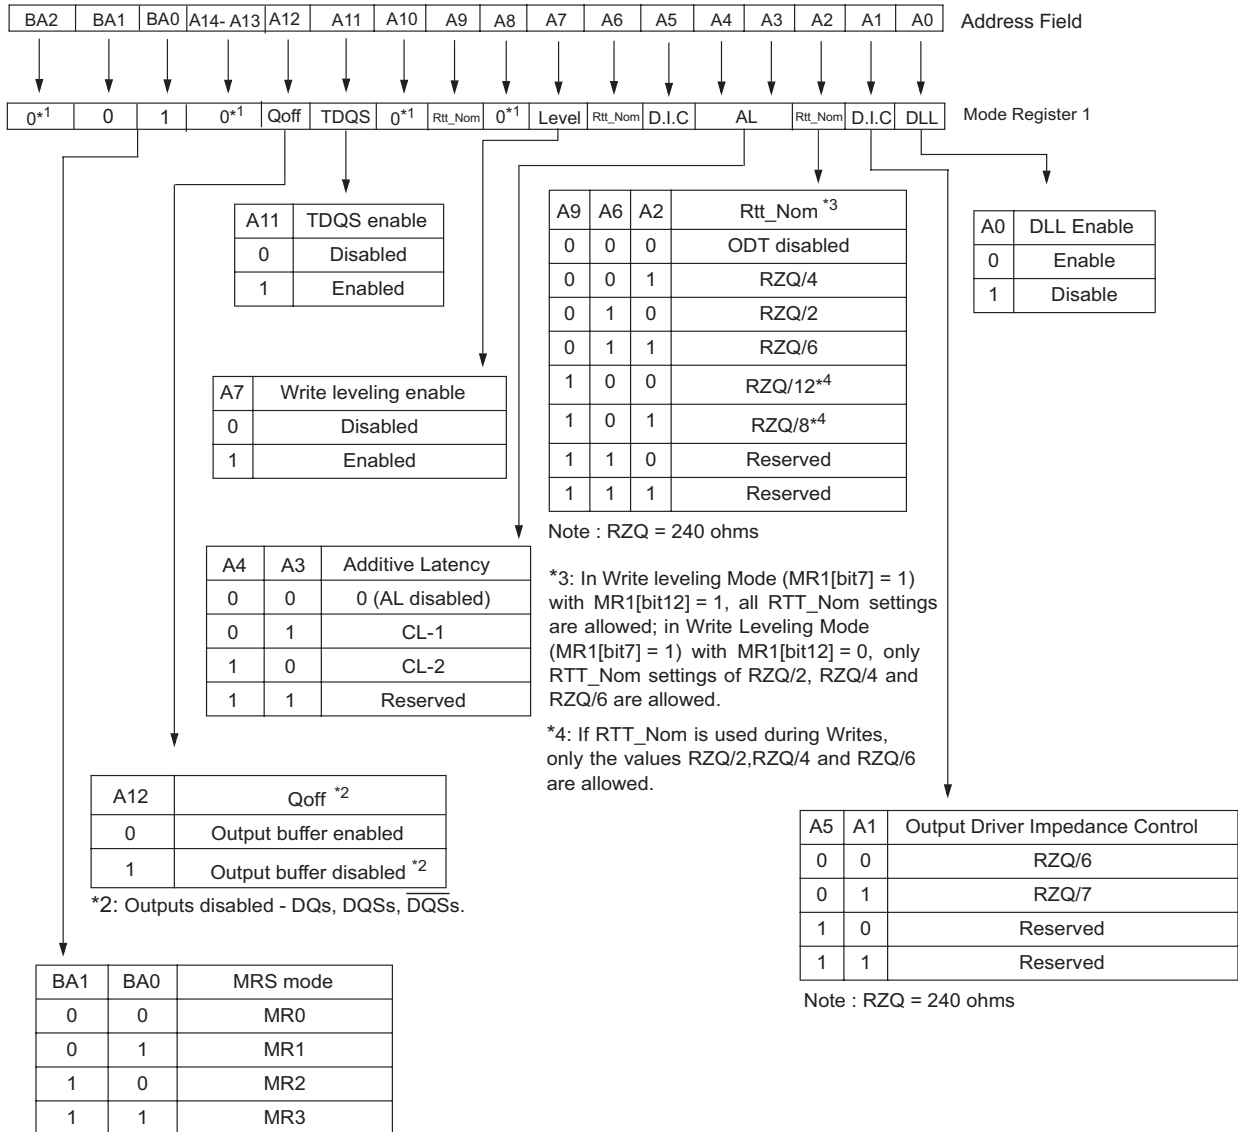 BA2 BA1 BA0 A14- A13 A12 A11 A10 A9 A8 A7 A6 A5 A4 A3 A2 A1 A0 Address Field
0*1 0 1 0*1 Qoff TDQS 0*1 Rtt_Nom 0*1 Level Rtt_Nom D.I.C AL Rtt_Nom D.I.C DLL Mode Register 1
A11 TDQS enable
0 Disabled
1 Enabled
A9 A6 A2 Rtt_Nom *3
0 0 0 ODT disabled
0 0 1 RZQ/4
0 1 0 RZQ/2
0 1 1 RZQ/6
1 0 0 RZQ/12*4
1 0 1 RZQ/8*4
1 1 0 Reserved
1 1 1 Reserved
Note : RZQ = 240 ohms
*3: In Write leveling Mode (MR1[bit7] = 1)
with MR1[bit12] = 1, all RTT_Nom settings
are allowed; in Write Leveling Mode
(MR1[bit7] = 1) with MR1[bit12] = 0, only
RTT_Nom settings of RZQ/2, RZQ/4 and
RZQ/6 are allowed.
*4: If RTT_Nom is used during Writes,
only the values RZQ/2,RZQ/4 and RZQ/6
are allowed.
A0 DLL Enable
0 Enable
1 Disable
A7 Write leveling enable
0 Disabled
1 Enabled
A4 A3 Additive Latency
0 0 0 (AL disabled)
0 1 CL-1
1 0 CL-2
1 1 Reserved
A12 Qoff *2
0 Output buffer enabled
1 Output buffer disabled *2
*2: Outputs disabled - DQs, DQSs, D̅Q̅S̅s.
A5 A1 Output Driver Impedance Control
0 0 RZQ/6
0 1 RZQ/7
1 0 Reserved
1 1 Reserved
Note : RZQ = 240 ohms
BA1 BA0 MRS mode
0 0 MR0
0 1 MR1
1 0 MR2
1 1 MR3